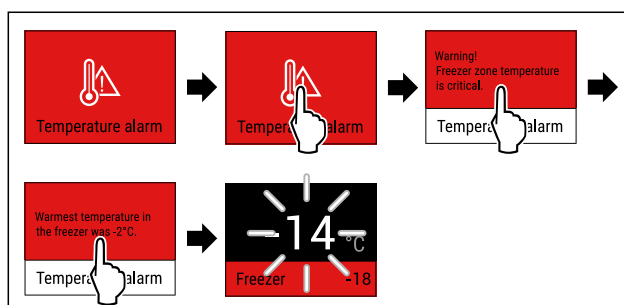 Temperature alarm
Temperature alarm
Warning!
Freezer zone temperature
is critical.
Temperature alarm
Warmest temperature in
the freezer was -2°C.
Temperature alarm
-14 °C
Freezer -18